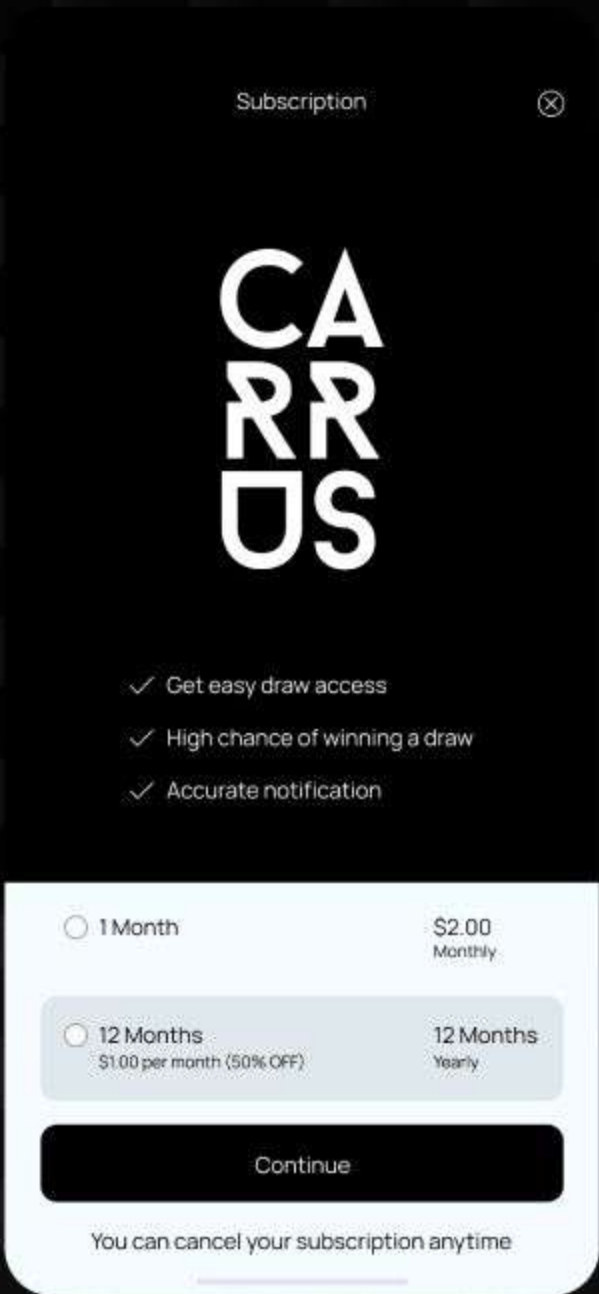 Subscription
CA
RR
US
Get easy draw access
High chance of winning a draw
Accurate notification
1 Month
$2.00
Monthly
12 Months
12 Months
$1.00 per month (50% OFF)
Yearly
Continue
You can cancel your subscription anytime